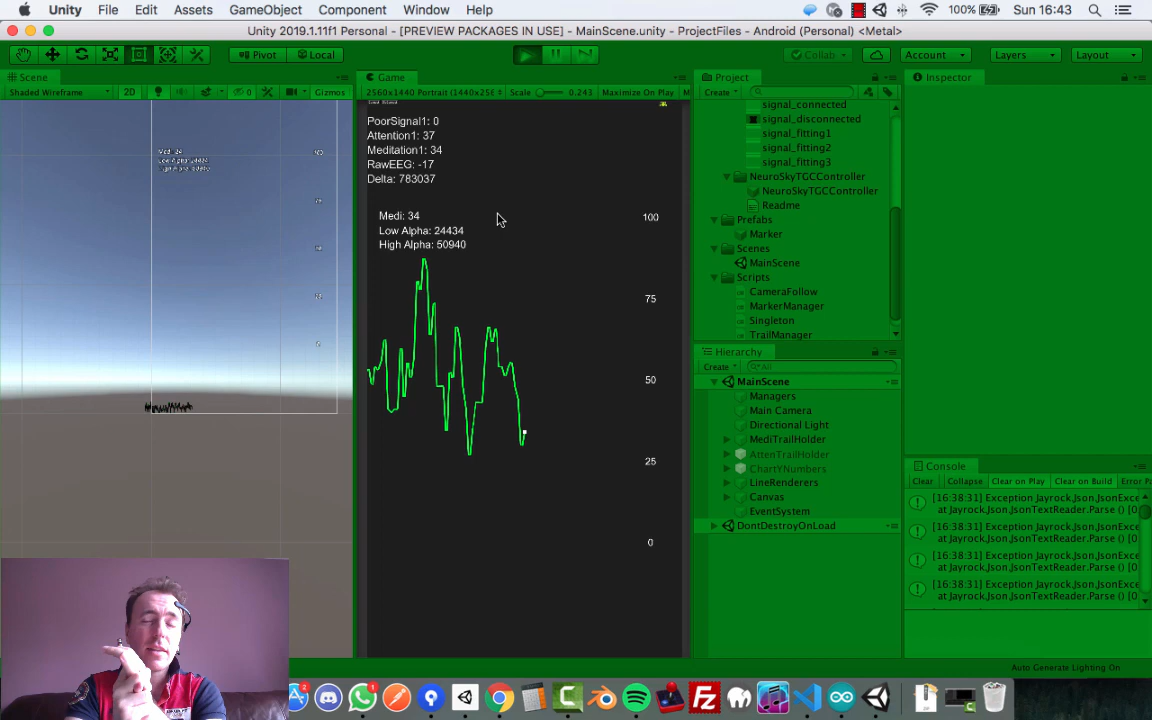 Unity File Edit Assets GameObject Component Window Help 100% Sun 16:43
Unity 2019.1.11f1 Personal - [PREVIEW PACKAGES IN USE] - MainScene.unity - ProjectFiles - Android (Personal) <Metal>
Pivot Local Collab Account Layers Layout
Scene Game Project Inspector
Shaded Wireframe 2D 0 Gizmos
2560x1440 Portrait (1440x256 Scale 0.243 Maximize On Play M
Create
PoorSignal1: 0
Attention1: 37
Meditation1: 34
RawEEG: -17
Delta: 783037
Medi: 34
Low Alpha: 24434
High Alpha: 50940
100
75
50
25
0
signal_connected
signal_disconnected
signal_fitting1
signal_fitting2
signal_fitting3
NeuroSkyTGCController
NeuroSkyTGCController
Readme
Prefabs
Marker
Scenes
MainScene
Scripts
CameraFollow
MarkerManager
Singleton
TrailManager
Hierarchy
Create All
MainScene
Managers
Main Camera
Directional Light
MediTrailHolder
AttenTrailHolder
ChartYNumbers
LineRenderers
Canvas
EventSystem
DontDestroyOnLoad
Console
Clear Collapse Clear on Play Clear on Build Error P
[16:38:31] Exception Jayrock.Json.JsonExce
at Jayrock.Json.JsonTextReader.Parse () [0
[16:38:31] Exception Jayrock.Json.JsonExce
at Jayrock.Json.JsonTextReader.Parse () [0
[16:38:31] Exception Jayrock.Json.JsonExce
at Jayrock.Json.JsonTextReader.Parse () [0
[16:38:31] Exception Jayrock.Json.JsonExce
at Jayrock.Json.JsonTextReader.Parse () [0
Auto Generate Lighting On